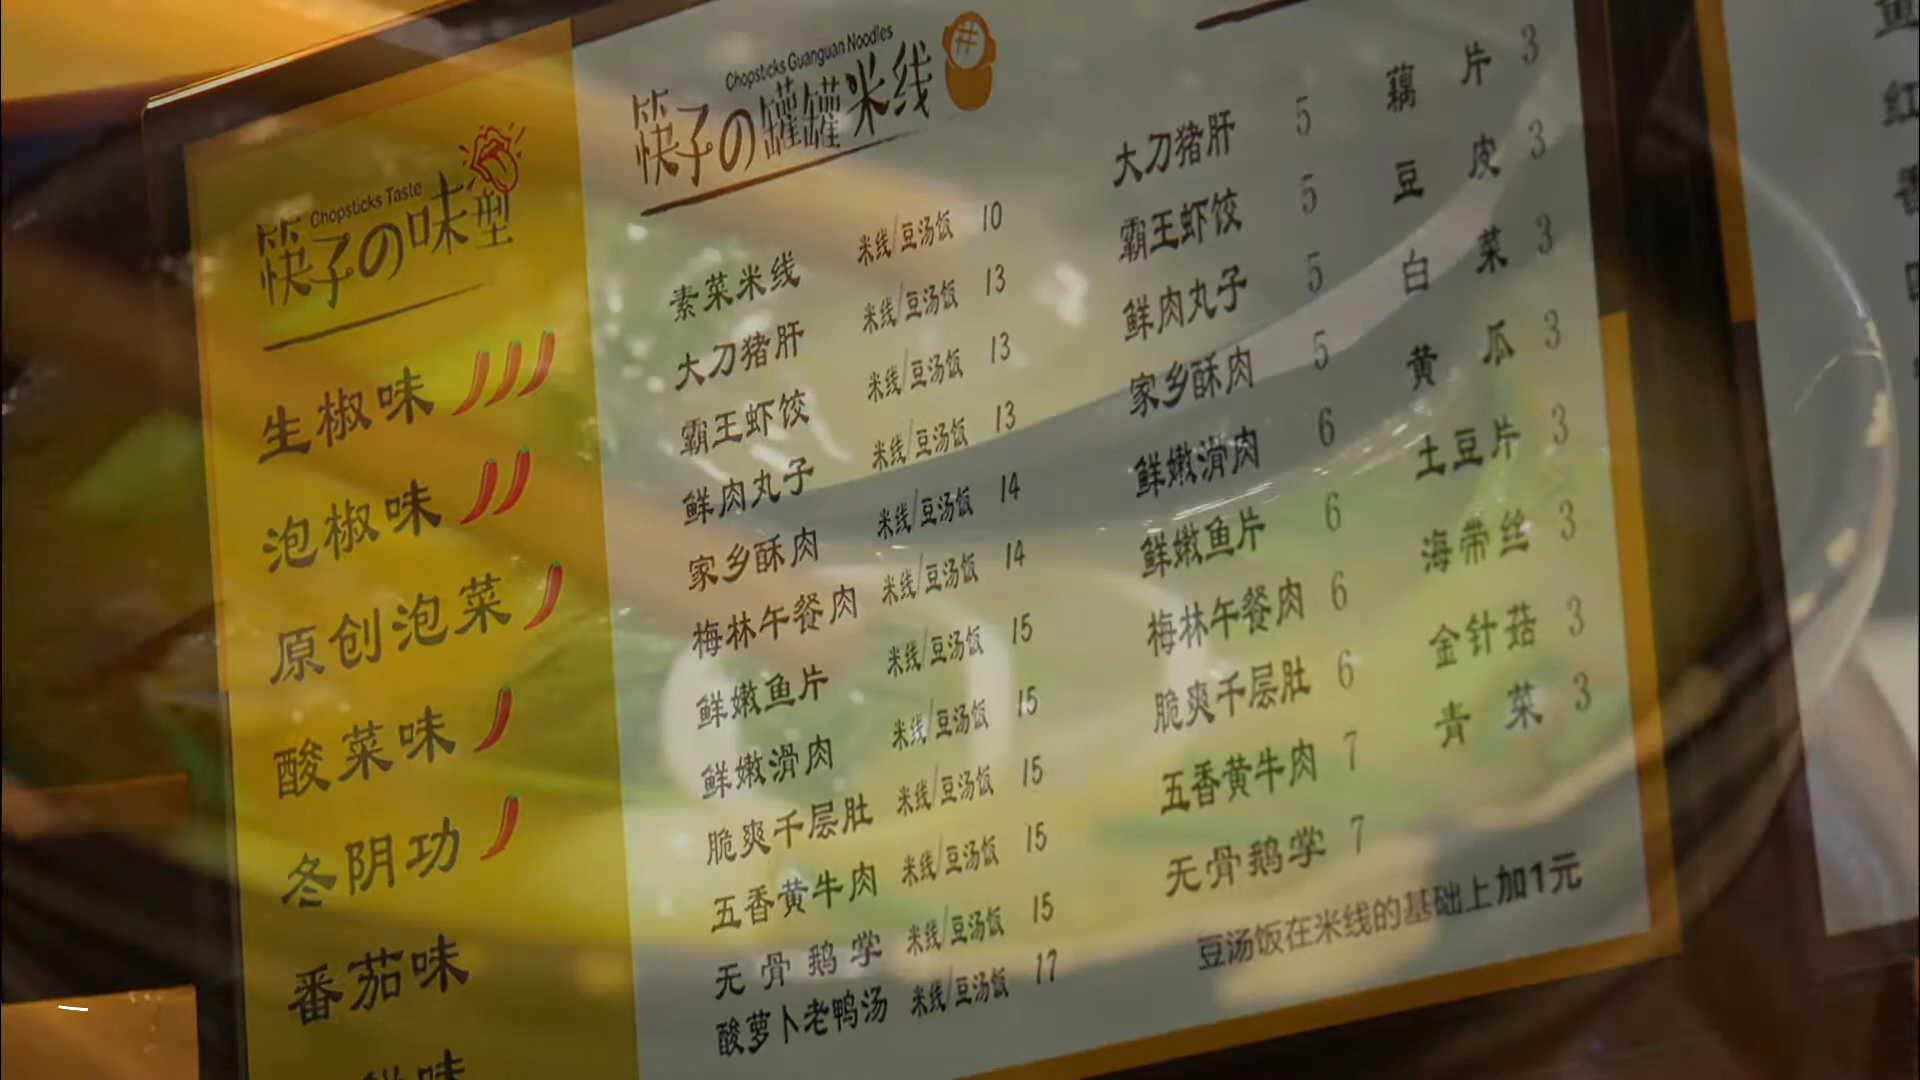 Chopsticks Taste
筷子の味型
生椒味
泡椒味
原创泡菜
酸菜味
冬阴功
番茄味
Chopsticks Guanguan Noodles
筷子の罐罐米线
素菜米线 米线/豆汤饭 10
大刀猪肝 米线/豆汤饭 13
霸王虾饺 米线/豆汤饭 13
鲜肉丸子 米线/豆汤饭 13
家乡酥肉 米线/豆汤饭 14
梅林午餐肉 米线/豆汤饭 14
鲜嫩鱼片 米线/豆汤饭 15
鲜嫩滑肉 米线/豆汤饭 15
脆爽千层肚 米线/豆汤饭 15
五香黄牛肉 米线/豆汤饭 15
无骨鹅掌 米线/豆汤饭 15
酸萝卜老鸭汤 米线/豆汤饭 17
大刀猪肝 5
霸王虾饺 5
鲜肉丸子 5
家乡酥肉 5
鲜嫩滑肉 6
鲜嫩鱼片 6
梅林午餐肉 6
脆爽千层肚 6
五香黄牛肉 7
无骨鹅掌 7
藕片 3
豆皮 3
白菜 3
黄瓜 3
土豆片 3
海带丝 3
金针菇 3
青菜 3
豆汤饭在米线的基础上加1元